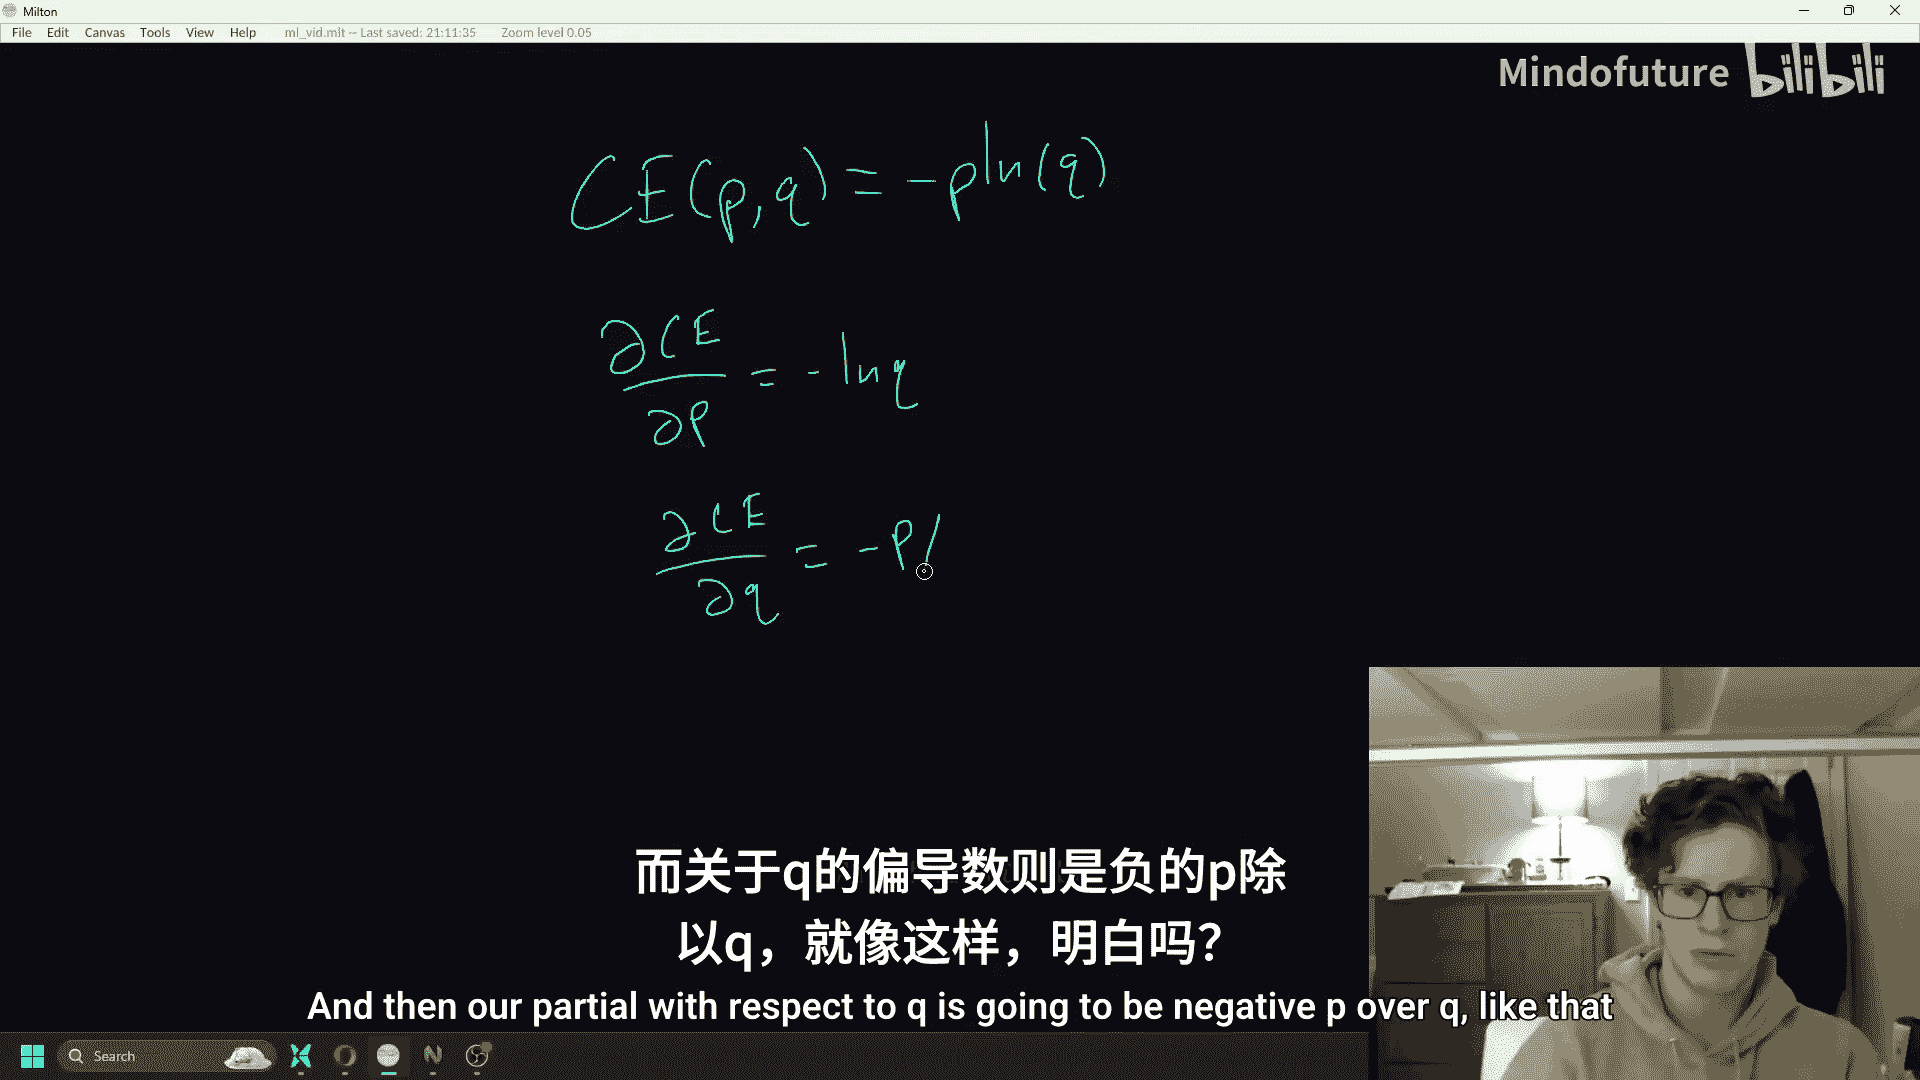 Milton
File Edit Canvas Tools View Help ml_vid.mlt -- Last saved: 21:11:35 Zoom level 0.05
Mindofuture bilibili
CE(p,q) = -pln(q)
∂CE
∂P
= - ln q
∂CE
∂q
= -P/
而关于q的偏导数则是负的p除
以q，就像这样，明白吗？
And then our partial with respect to q is going to be negative p over q, like that
Search